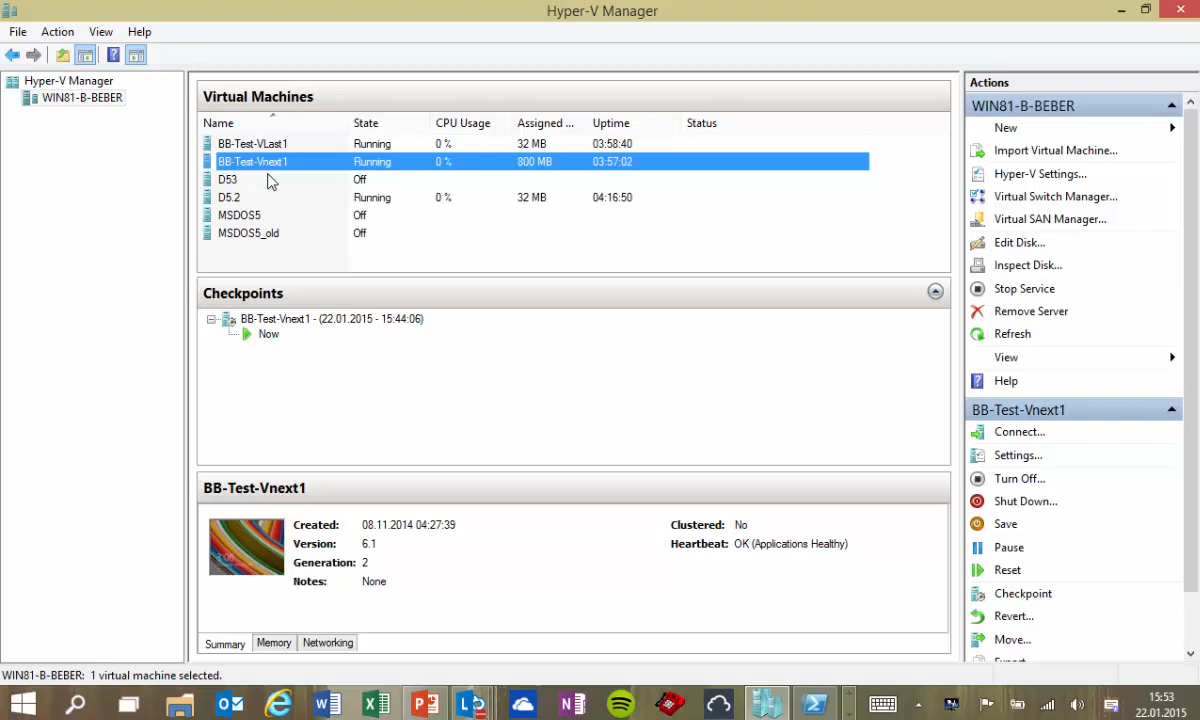 Hyper-V Manager
File Action View Help
Hyper-V Manager
WIN81-B-BEBER
Virtual Machines
Name State CPU Usage Assigned ... Uptime Status
BB-Test-VLast1 Running 0 % 32 MB 03:58:40
BB-Test-Vnext1 Running 0 % 800 MB 03:57:02
D53 Off
D5.2 Running 0 % 32 MB 04:16:50
MSDOS5 Off
MSDOS5_old Off
Checkpoints
BB-Test-Vnext1 - (22.01.2015 - 15:44:06)
Now
BB-Test-Vnext1
Created: 08.11.2014 04:27:39 Clustered: No
Version: 6.1 Heartbeat: OK (Applications Healthy)
Generation: 2
Notes: None
Summary Memory Networking
Actions
WIN81-B-BEBER
New
Import Virtual Machine...
Hyper-V Settings...
Virtual Switch Manager...
Virtual SAN Manager...
Edit Disk...
Inspect Disk...
Stop Service
Remove Server
Refresh
View
Help
BB-Test-Vnext1
Connect...
Settings...
Turn Off...
Shut Down...
Save
Pause
Reset
Checkpoint
Revert...
Move...
WIN81-B-BEBER: 1 virtual machine selected.
15:53
22.01.2015